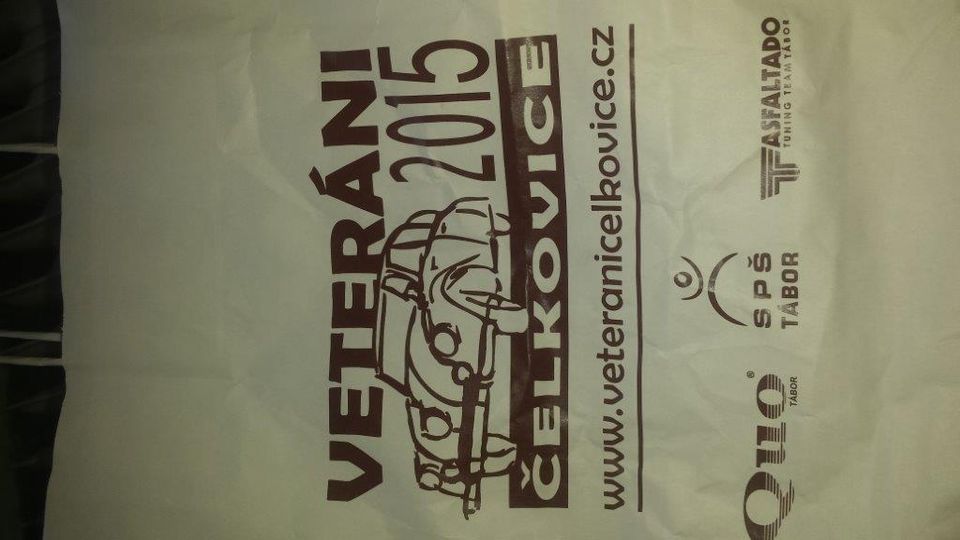 VETERÁNI
2015
ČELKOVICE
www.veteranicelkovice.cz
Quo ®
TÁBOR
SPŠ
TÁBOR
ASFALTADO
TUNING TEAM TÁBOR